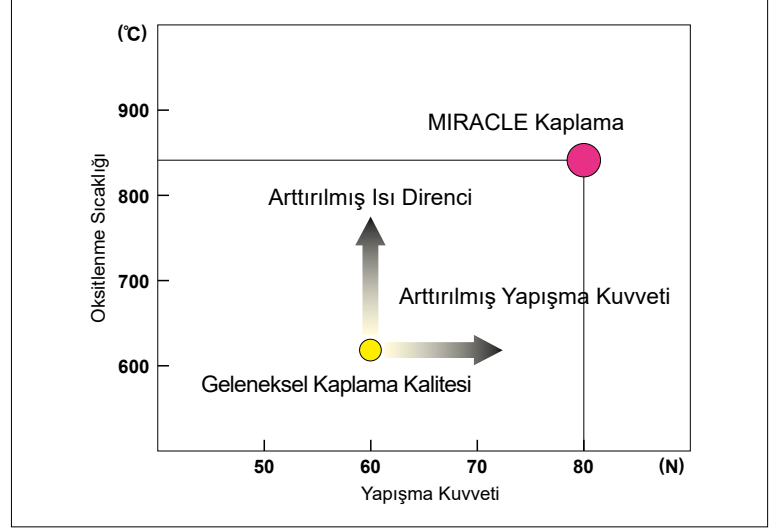 (℃)
MIRACLE Kaplama
900
Arttırılmış Isı Direnci
800
Oksitlenme Sıcaklığı
700
Arttırılmış Yapışma Kuvveti
600
Geleneksel Kaplama Kalitesi
50 60 70 80 (N)
Yapışma Kuvveti